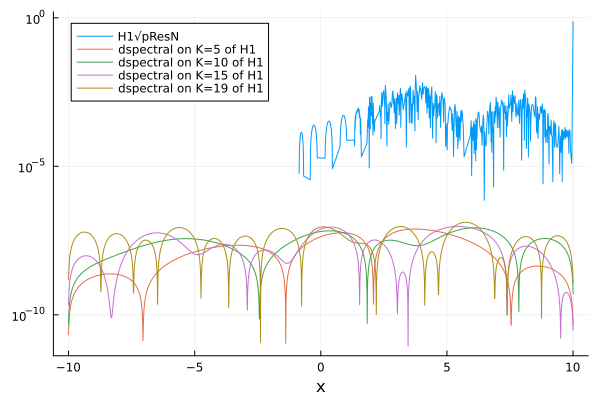 10⁰
H1√pResN
dspectral on K=5 of H1
dspectral on K=10 of H1
dspectral on K=15 of H1
dspectral on K=19 of H1
10⁻⁵
10⁻¹⁰
−10 −5 0 5 10
x